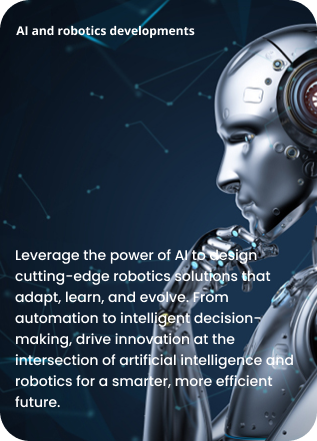 AI and robotics developments
Leverage the power of AI to design
cutting-edge robotics solutions that
adapt, learn, and evolve. From
automation to intelligent decision-
making, drive innovation at the
intersection of artificial intelligence and
robotics for a smarter, more efficient
future.